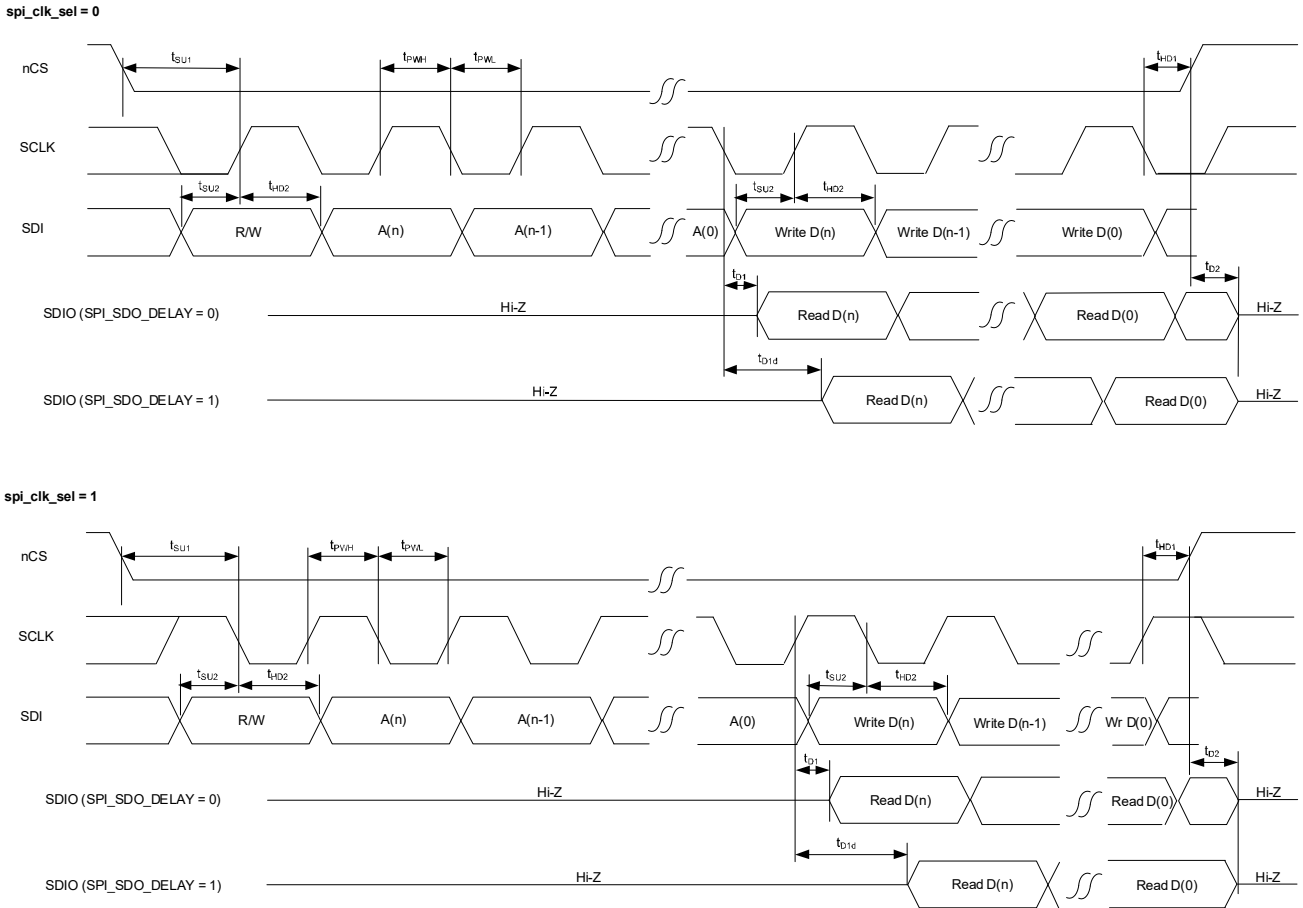 spi_clk_sel = 0
nCS
tSU1
tPWH
tPWL
tHD1
SCLK
tSU2
tHD2
tSU2
tHD2
SDI
R/W
A(n)
A(n-1)
A(0)
Write D(n)
Write D(n-1)
Write D(0)
tD1
tD2
SDIO (SPI_SDO_DELAY = 0)
Hi-Z
Read D(n)
Read D(0)
Hi-Z
tD1d
SDIO (SPI_SDO_DELAY = 1)
Hi-Z
Read D(n)
Read D(0)
Hi-Z
spi_clk_sel = 1
nCS
tSU1
tPWH
tPWL
tHD1
SCLK
tSU2
tHD2
tSU2
tHD2
SDI
R/W
A(n)
A(n-1)
A(0)
Write D(n)
Write D(n-1)
Wr D(0)
tD1
tD2
SDIO (SPI_SDO_DELAY = 0)
Hi-Z
Read D(n)
Read D(0)
Hi-Z
tD1d
SDIO (SPI_SDO_DELAY = 1)
Hi-Z
Read D(n)
Read D(0)
Hi-Z